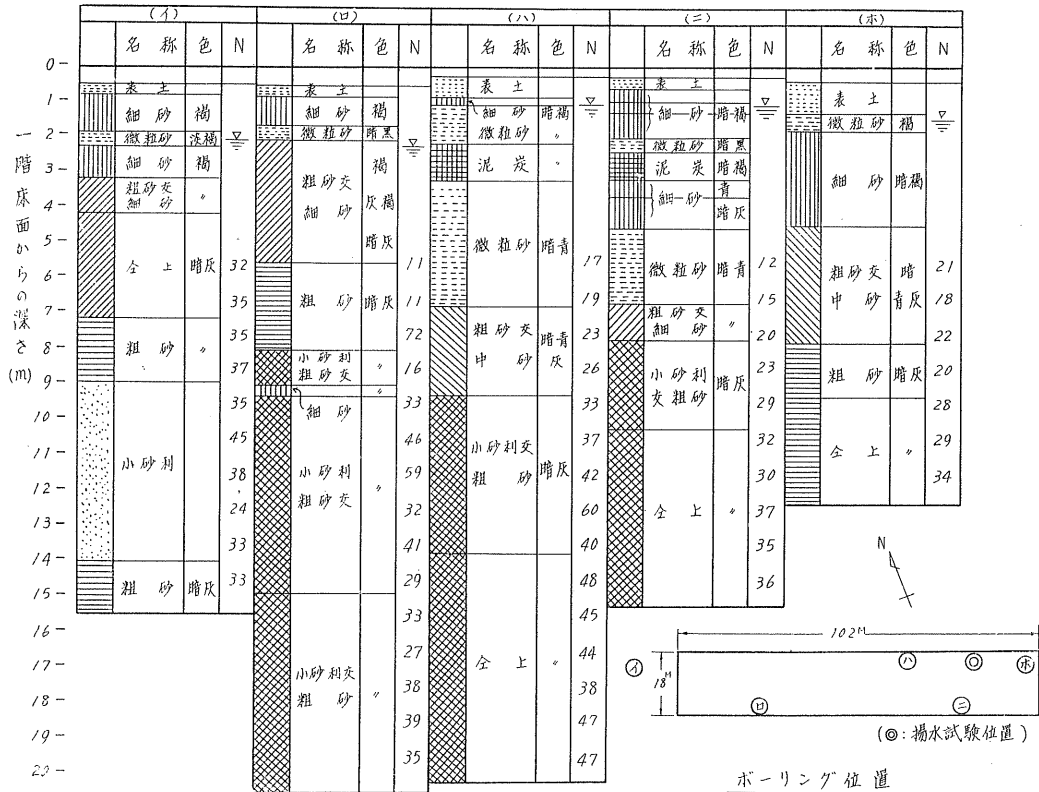 (イ) (ロ) (ハ) (ニ) (ホ)
名称 色 N 名称 色 N 名称 色 N 名称 色 N 名称 色 N
一階床面からの深さ(m)
0
1
2
3
4
5
6
7
8
9
10
11
12
13
14
15
16
17
18
19
20
表土
細砂 褐
微粒砂 淡褐
細砂 褐
粗砂交
細砂 〃
仝上 暗灰
粗砂 〃
小砂利
粗砂 暗灰
32
35
35
37
35
45
38
24
33
33
表土
細砂 褐
微粒砂 暗黒
褐
粗砂交
細砂 灰褐
暗灰
粗砂 暗灰
小砂利
粗砂交 〃
細砂 〃
小砂利
粗砂交 〃
小砂利交
粗砂 〃
11
11
72
16
33
46
59
32
41
29
33
27
38
39
35
表土
細砂 暗褐
微粒砂 〃
泥炭 〃
微粒砂 暗青
粗砂交 暗青
中砂 灰
小砂利交
粗砂 暗灰
仝上 〃
17
19
23
26
33
37
42
60
40
48
45
44
38
47
47
表土
細砂 暗褐
微粒砂 暗黒
泥炭 暗褐
細砂 青
暗灰
微粒砂 暗青
粗砂交
細砂 〃
小砂利
交粗砂 暗灰
仝上 〃
12
15
20
23
29
32
30
37
35
36
表土
微粒砂 褐
細砂 暗褐
粗砂交 暗
中砂 青灰
粗砂 暗灰
仝上 〃
21
18
22
20
28
29
34
N
102M
18M
イ
ロ
ハ
ニ
ホ
(◎:揚水試験位置)
ボーリング位置